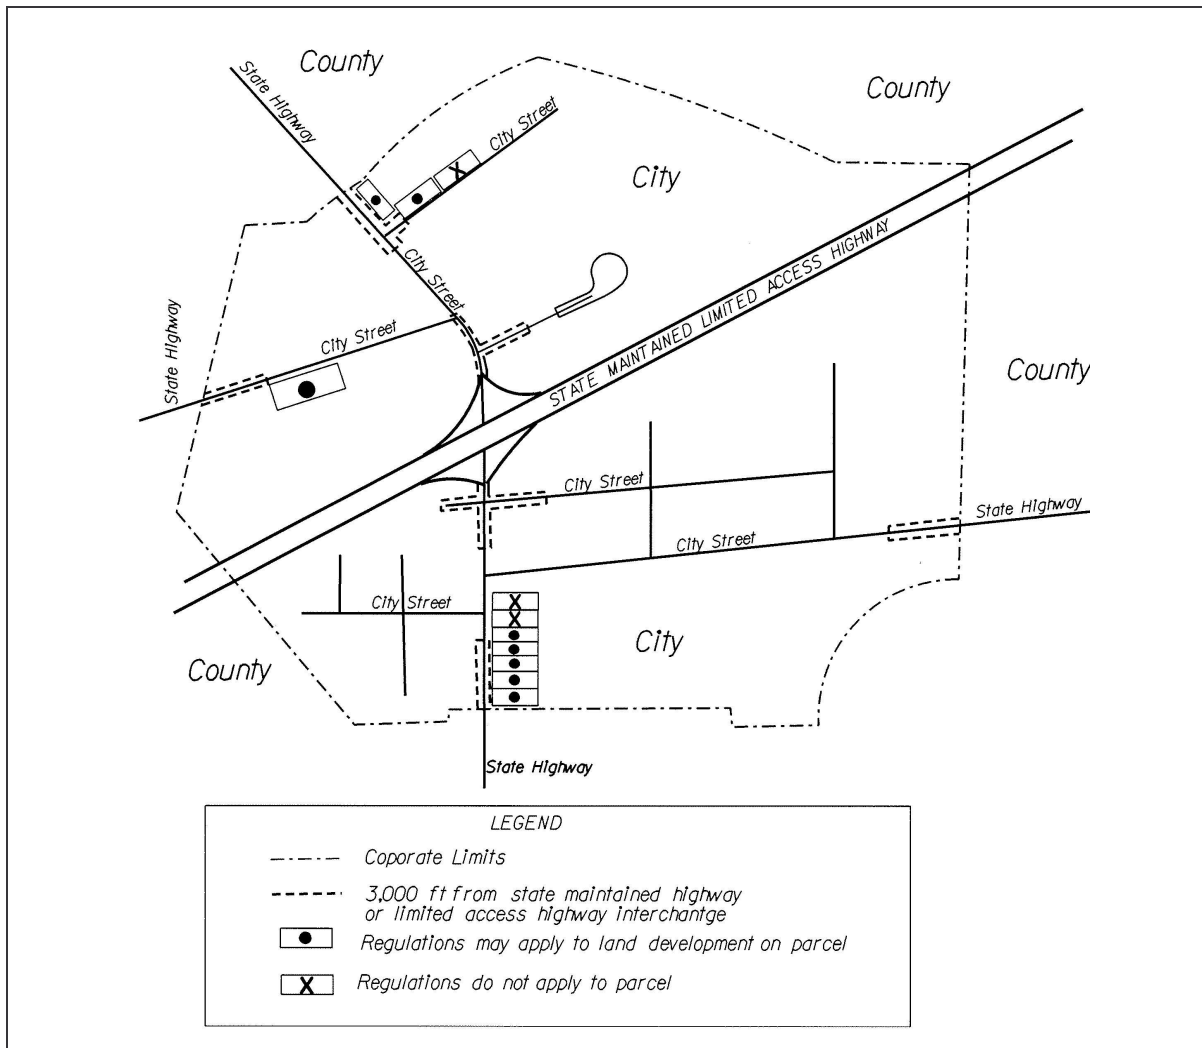 County
State Highway
County
City Street
City
City Street
STATE MAINTAINED LIMITED ACCESS HIGHWAY
State Highway
City Street
County
City Street
State Highway
City Street
City Street
X
X
X
City
County
State Highway
LEGEND
Coporate Limits
3,000 ft from state maintained highway
or limited access highway interchantge
Regulations may apply to land development on parcel
X Regulations do not apply to parcel